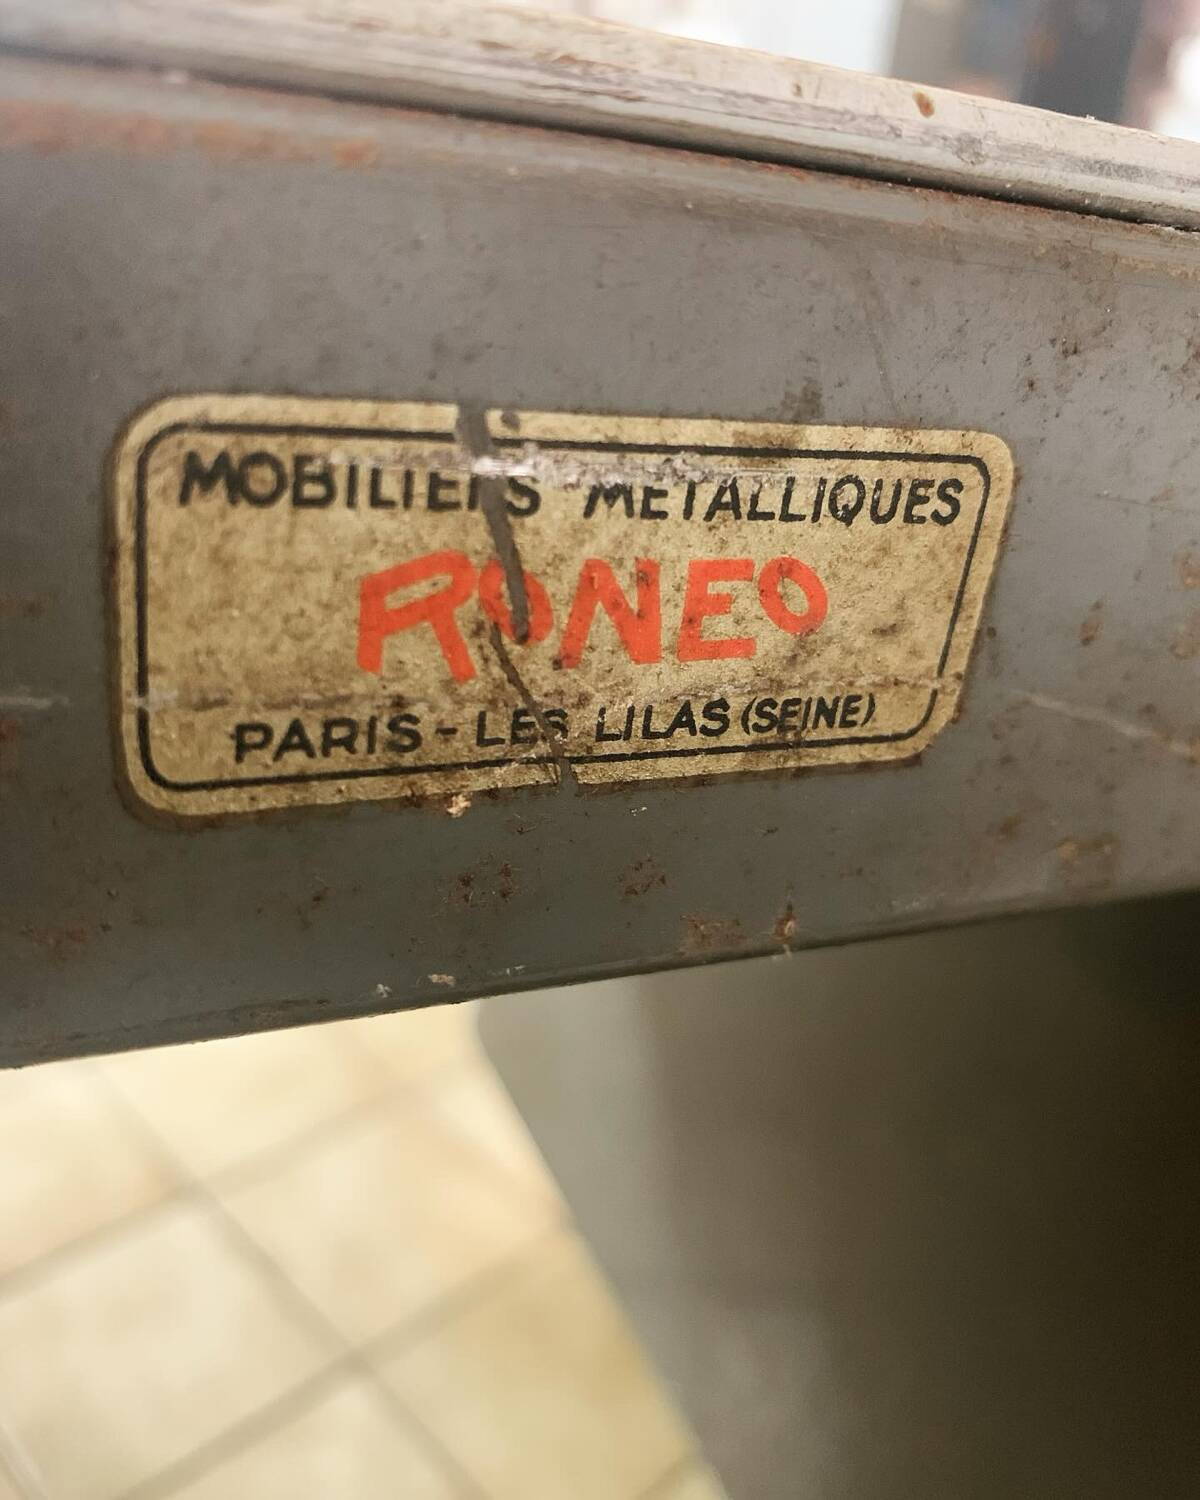 MOBILIERS METALLIQUES
RONEO
PARIS - LES LILAS (SEINE)